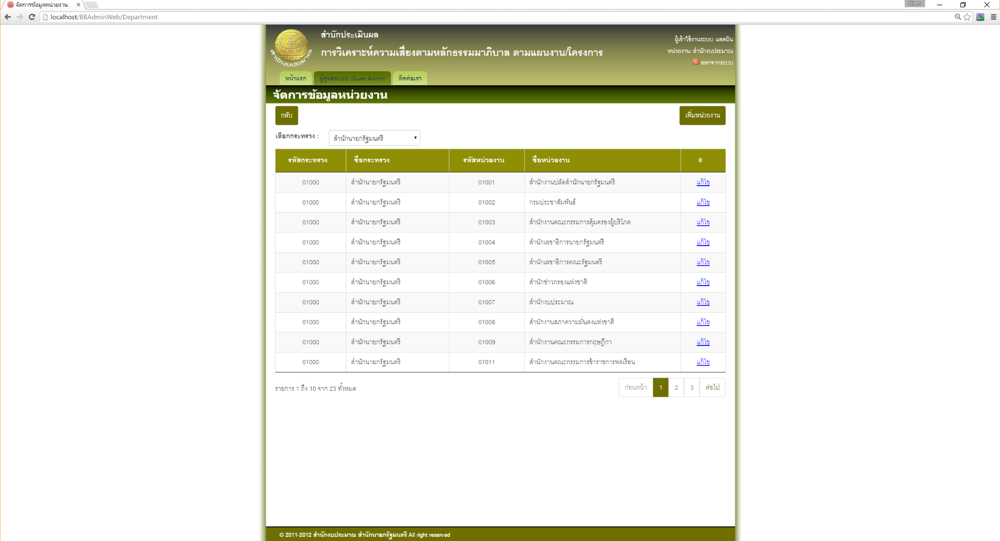 จัดการข้อมูลหน่วยงาน
Nipon
localhost/BBAdminWeb/Department
สำนักงบประมาณ
สำนักประเมินผล
การวิเคราะห์ความเสี่ยงตามหลักธรรมมาภิบาล ตามแผนงาน/โครงการ
ผู้เข้าใช้งานระบบ: แอดมิน
หน่วยงาน: สำนักงบประมาณ
ออกจากระบบ
หน้าแรก ผู้ดูแลระบบ (Super Admin) ติดต่อเรา
จัดการข้อมูลหน่วยงาน
กลับ เพิ่มหน่วยงาน
เลือกกระทรวง : สำนักนายกรัฐมนตรี
รหัสกระทรวง ชื่อกระทรวง รหัสหน่วยงาน ชื่อหน่วยงาน #
01000 สำนักนายกรัฐมนตรี 01001 สำนักงานปลัดสำนักนายกรัฐมนตรี แก้ไข
01000 สำนักนายกรัฐมนตรี 01002 กรมประชาสัมพันธ์ แก้ไข
01000 สำนักนายกรัฐมนตรี 01003 สำนักงานคณะกรรมการคุ้มครองผู้บริโภค แก้ไข
01000 สำนักนายกรัฐมนตรี 01004 สำนักเลขาธิการนายกรัฐมนตรี แก้ไข
01000 สำนักนายกรัฐมนตรี 01005 สำนักเลขาธิการคณะรัฐมนตรี แก้ไข
01000 สำนักนายกรัฐมนตรี 01006 สำนักข่าวกรองแห่งชาติ แก้ไข
01000 สำนักนายกรัฐมนตรี 01007 สำนักงบประมาณ แก้ไข
01000 สำนักนายกรัฐมนตรี 01008 สำนักงานสภาความมั่นคงแห่งชาติ แก้ไข
01000 สำนักนายกรัฐมนตรี 01009 สำนักงานคณะกรรมการกฤษฎีกา แก้ไข
01000 สำนักนายกรัฐมนตรี 01011 สำนักงานคณะกรรมการข้าราชการพลเรือน แก้ไข
รายการ 1 ถึง 10 จาก 23 ทั้งหมด
ก่อนหน้า 1 2 3 ต่อไป
© 2011-2012 สำนักงบประมาณ สำนักนายกรัฐมนตรี All right reserved